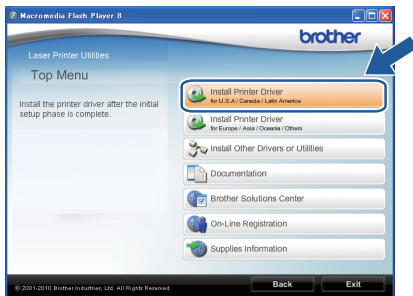 Macromedia Flash Player 8
brother
Laser Printer Utilities
Top Menu
Install the printer driver after the initial
setup phase is complete.
Install Printer Driver
for U.S.A / Canada / Latin America
Install Printer Driver
for Europe / Asia / Oceania / Others
Install Other Drivers or Utilities
Documentation
Brother Solutions Center
On-Line Registration
Supplies Information
© 2001-2010 Brother Industries, Ltd. All Rights Reserved.
Back
Exit